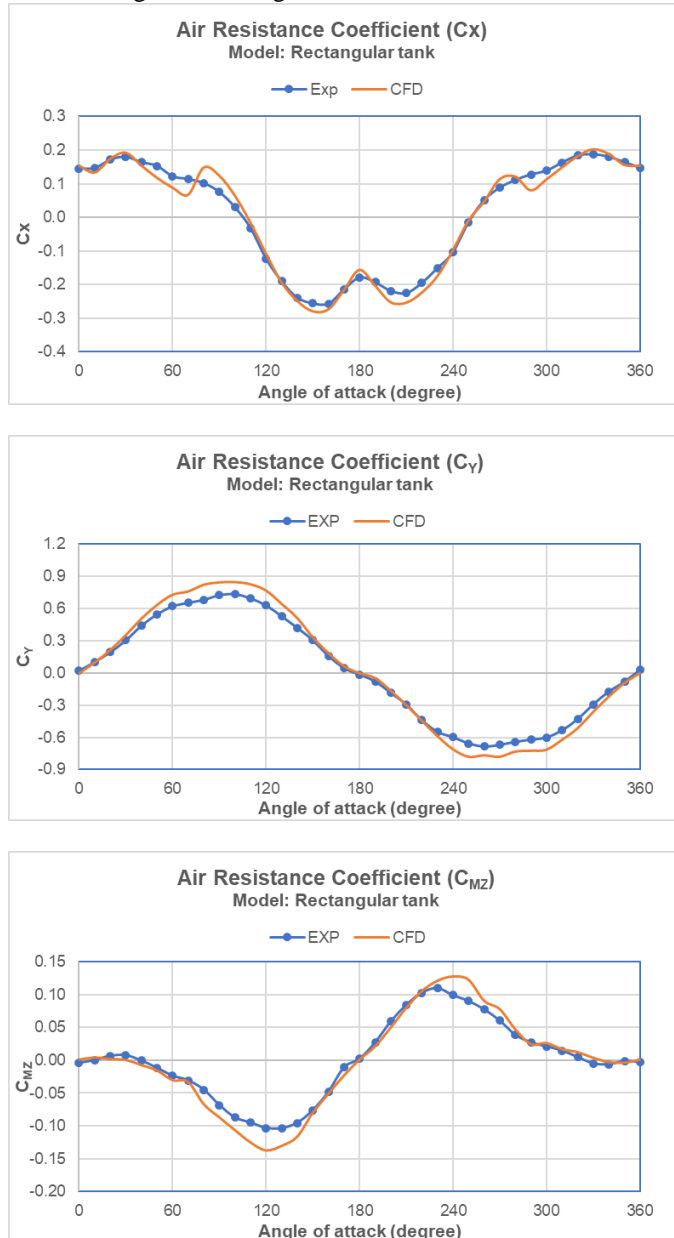 Air Resistance Coefficient (Cx)
Model: Rectangular tank
Exp CFD
0.3
0.2
0.1
0.0
-0.1
-0.2
-0.3
-0.4
Cx
0 60 120 180 240 300 360
Angle of attack (degree)
Air Resistance Coefficient (CY)
Model: Rectangular tank
EXP CFD
1.2
0.9
0.6
0.3
0.0
-0.3
-0.6
-0.9
CY
0 60 120 180 240 300 360
Angle of attack (degree)
Air Resistance Coefficient (CMZ)
Model: Rectangular tank
EXP CFD
0.15
0.10
0.05
0.00
-0.05
-0.10
-0.15
-0.20
CMZ
0 60 120 180 240 300 360
Angle of attack (degree)